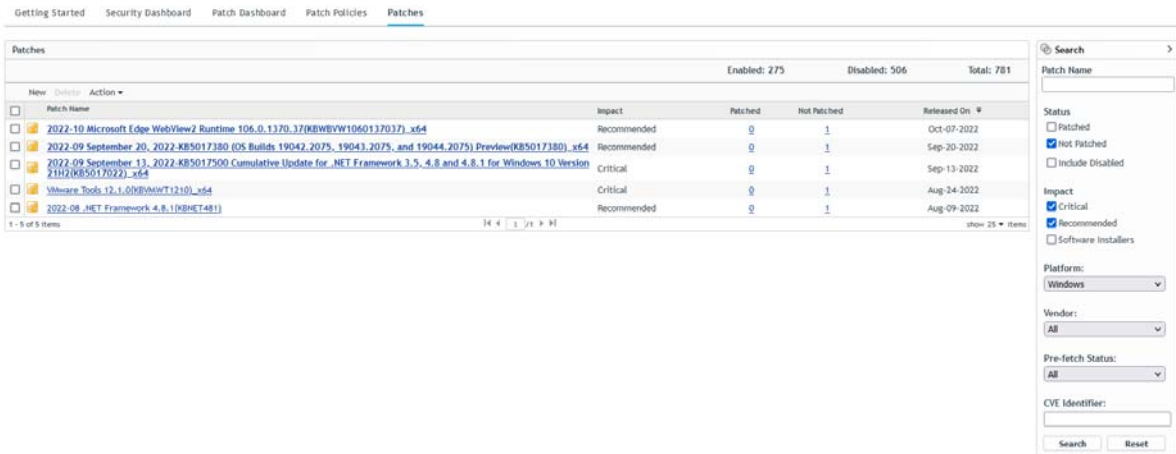 Getting Started Security Dashboard Patch Dashboard Patch Policies Patches
Patches
Enabled: 275 Disabled: 506 Total: 781
New Delete Action
Patch Name Impact Patched Not Patched Released On
2022-10 Microsoft Edge WebView2 Runtime 106.0.1370.37(KBWBVW1060137037)_x64 Recommended 0 1 Oct-07-2022
2022-09 September 20, 2022-KB5017380 (OS Builds 19042.2075, 19043.2075, and 19044.2075) Preview(KB5017380)_x64 Recommended 0 1 Sep-20-2022
2022-09 September 13, 2022-KB5017500 Cumulative Update for .NET Framework 3.5, 4.8 and 4.8.1 for Windows 10 Version
21H2(KB5017022)_x64 Critical 0 1 Sep-13-2022
VMware Tools 12.1.0(KBVMWT1210)_x64 Critical 0 1 Aug-24-2022
2022-08 .NET Framework 4.8.1(KBNET481) Recommended 0 1 Aug-09-2022
1 - 5 of 5 items 1 /1 show 25 items
Search
Patch Name
Status
Patched
Not Patched
Include Disabled
Impact
Critical
Recommended
Software Installers
Platform:
Windows
Vendor:
All
Pre-fetch Status:
All
CVE Identifier:
Search Reset